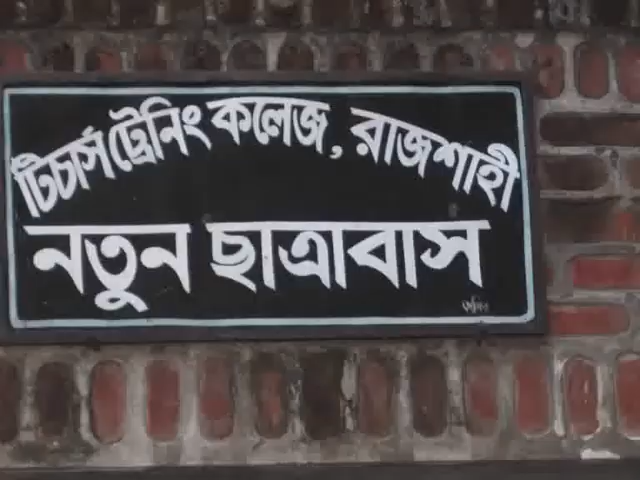 টিচার্স ট্রেনিং কলেজ, রাজশাহী
নতুন ছাত্রাবাস